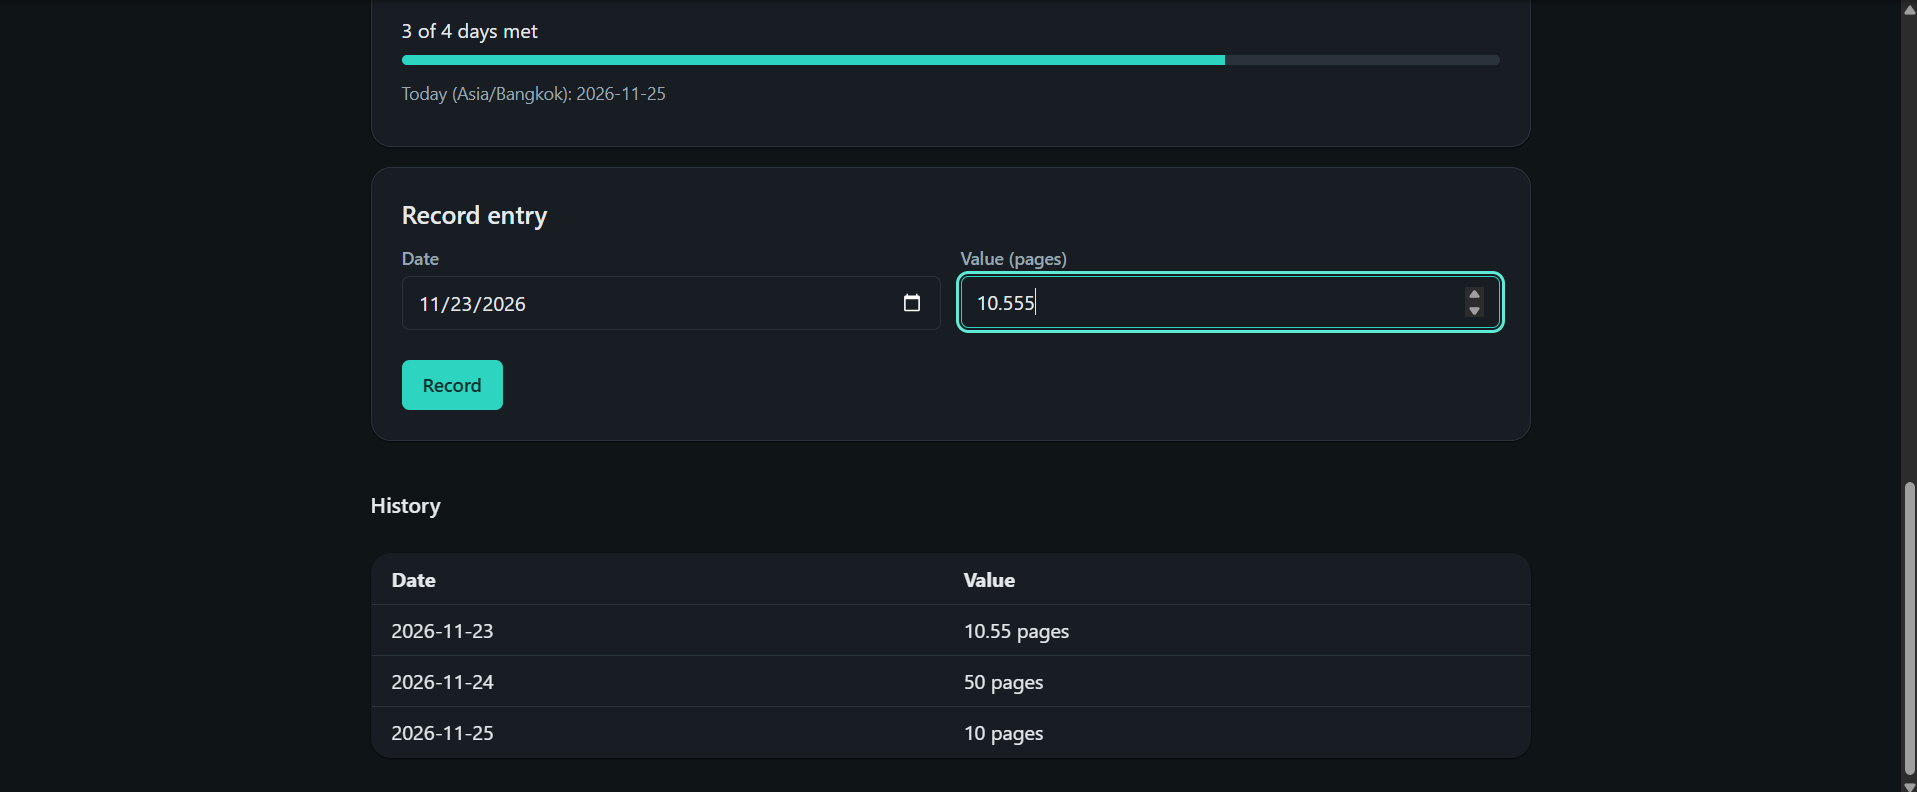 3 of 4 days met
Today (Asia/Bangkok): 2026-11-25
Record entry
Date
Value (pages)
11/23/2026
10.555
Record
History
Date Value
2026-11-23 10.55 pages
2026-11-24 50 pages
2026-11-25 10 pages